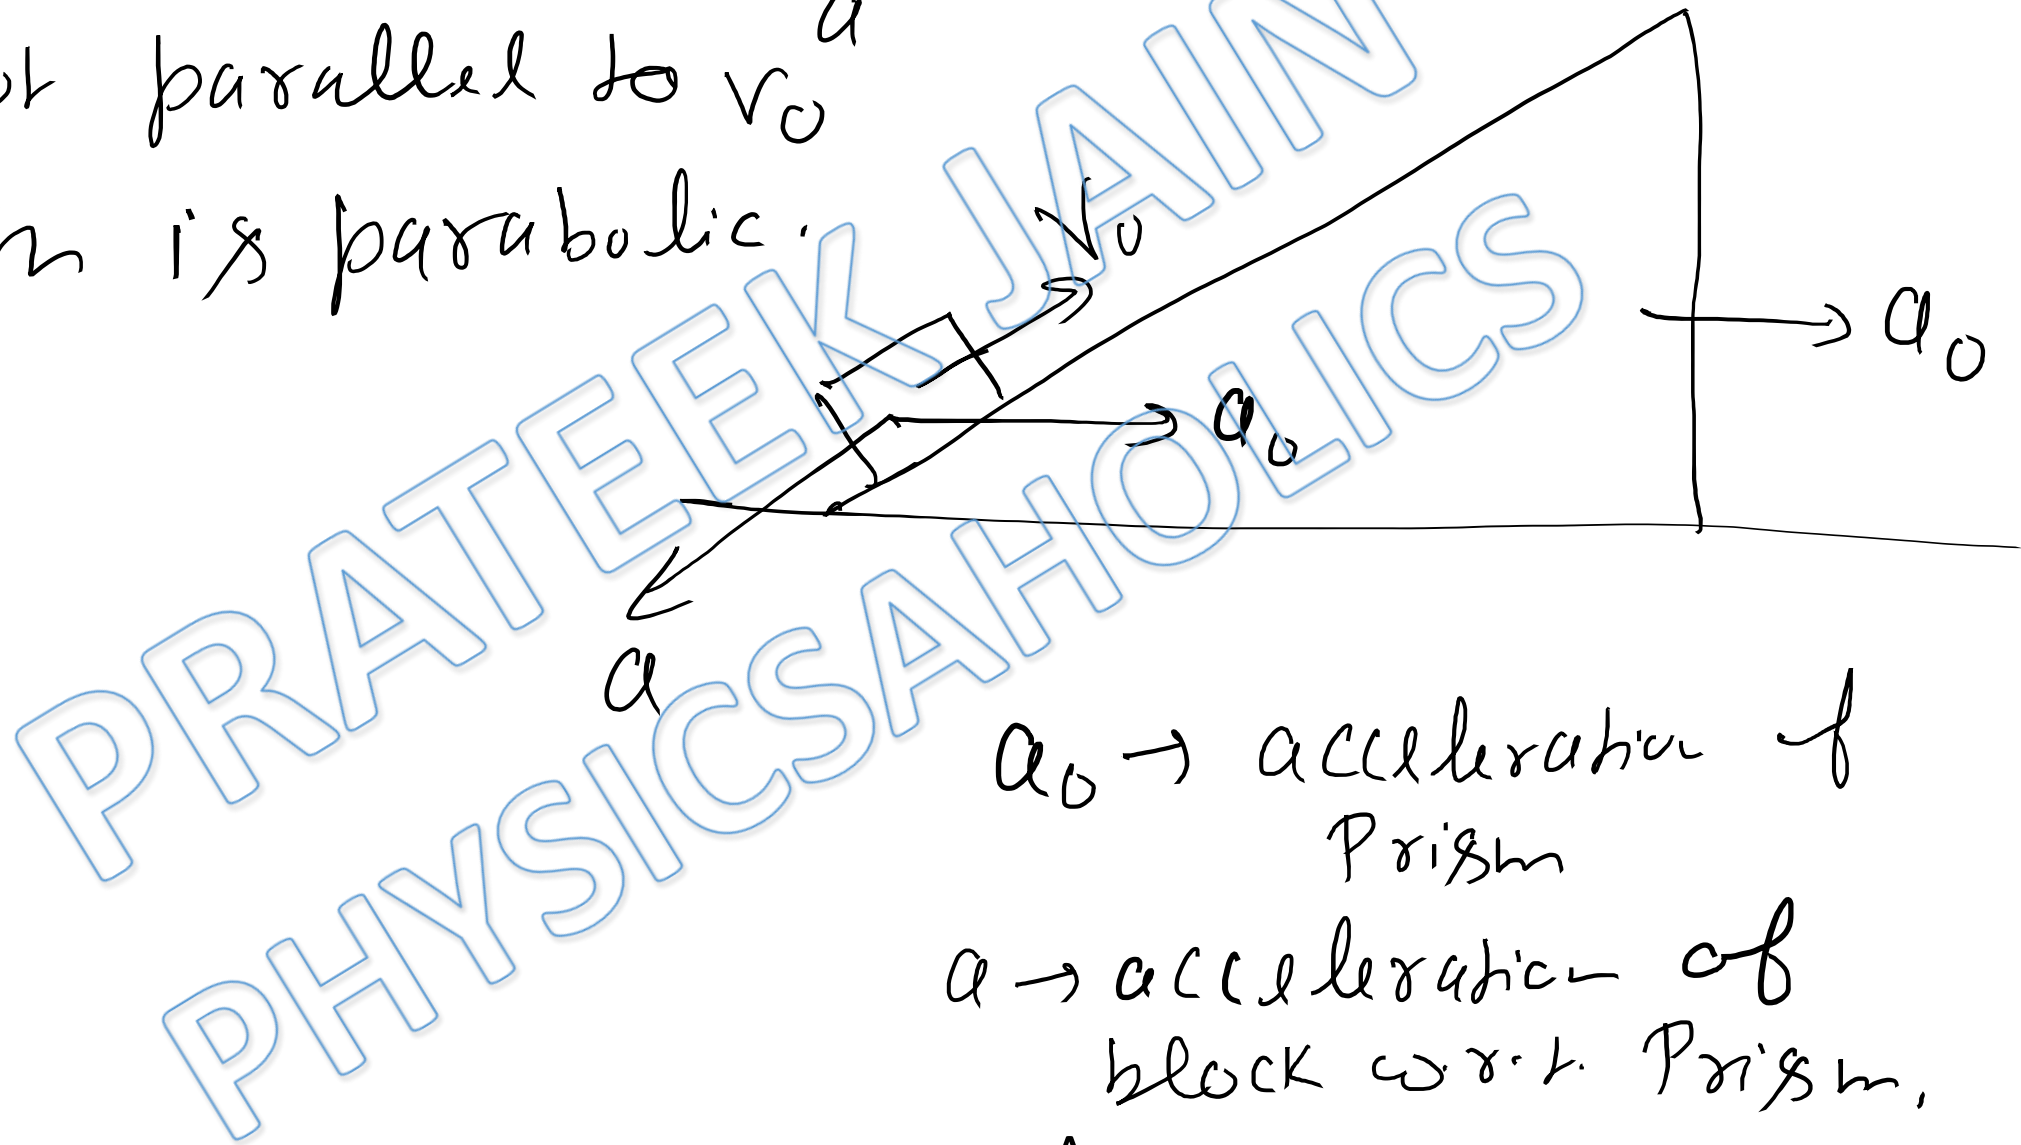 a
parallel to v₀
is parabolic.
v₀
a₀
a₀
a
a₀ → acceleration of
Prism
a → acceleration of
block w.r.t. Prism.
PRATEEK JAIN
PHYSICSAHOLICS